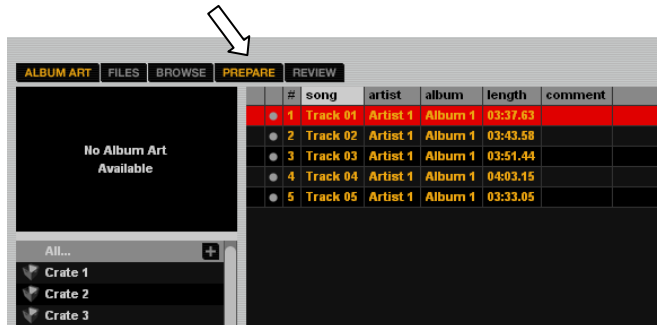 ALBUM ART FILES BROWSE PREPARE REVIEW
# song artist album length comment
1 Track 01 Artist 1 Album 1 03:37.63
2 Track 02 Artist 1 Album 1 03:43.58
3 Track 03 Artist 1 Album 1 03:51.44
4 Track 04 Artist 1 Album 1 04:03.15
5 Track 05 Artist 1 Album 1 03:33.05
No Album Art
Available
All... +
Crate 1
Crate 2
Crate 3